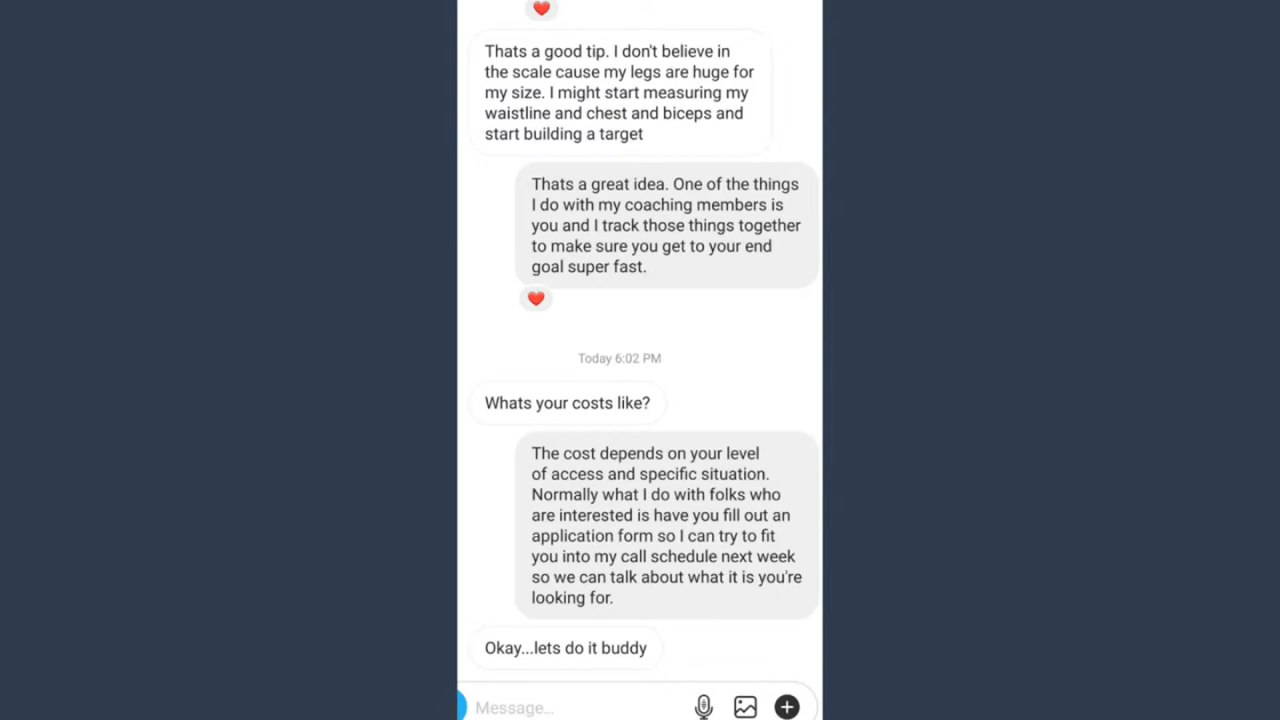 Thats a good tip. I don't believe in
the scale cause my legs are huge for
my size. I might start measuring my
waistline and chest and biceps and
start building a target
Thats a great idea. One of the things
I do with my coaching members is
you and I track those things together
to make sure you get to your end
goal super fast.
Today 6:02 PM
Whats your costs like?
The cost depends on your level
of access and specific situation.
Normally what I do with folks who
are interested is have you fill out an
application form so I can try to fit
you into my call schedule next week
so we can talk about what it is you're
looking for.
Okay...lets do it buddy
Message...